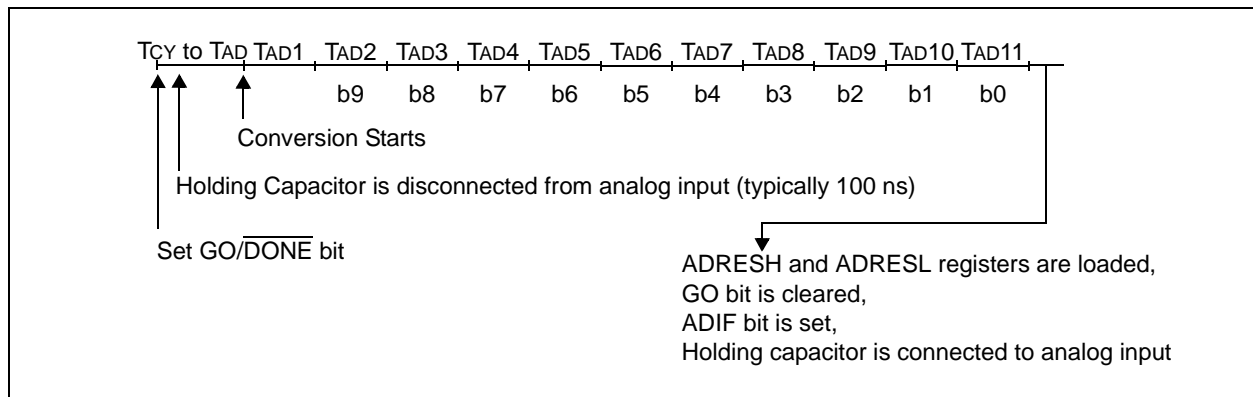 TCY to TAD TAD1 TAD2 TAD3 TAD4 TAD5 TAD6 TAD7 TAD8 TAD9 TAD10 TAD11
b9 b8 b7 b6 b5 b4 b3 b2 b1 b0
Conversion Starts
Holding Capacitor is disconnected from analog input (typically 100 ns)
Set GO/DONE bit
ADRESH and ADRESL registers are loaded,
GO bit is cleared,
ADIF bit is set,
Holding capacitor is connected to analog input